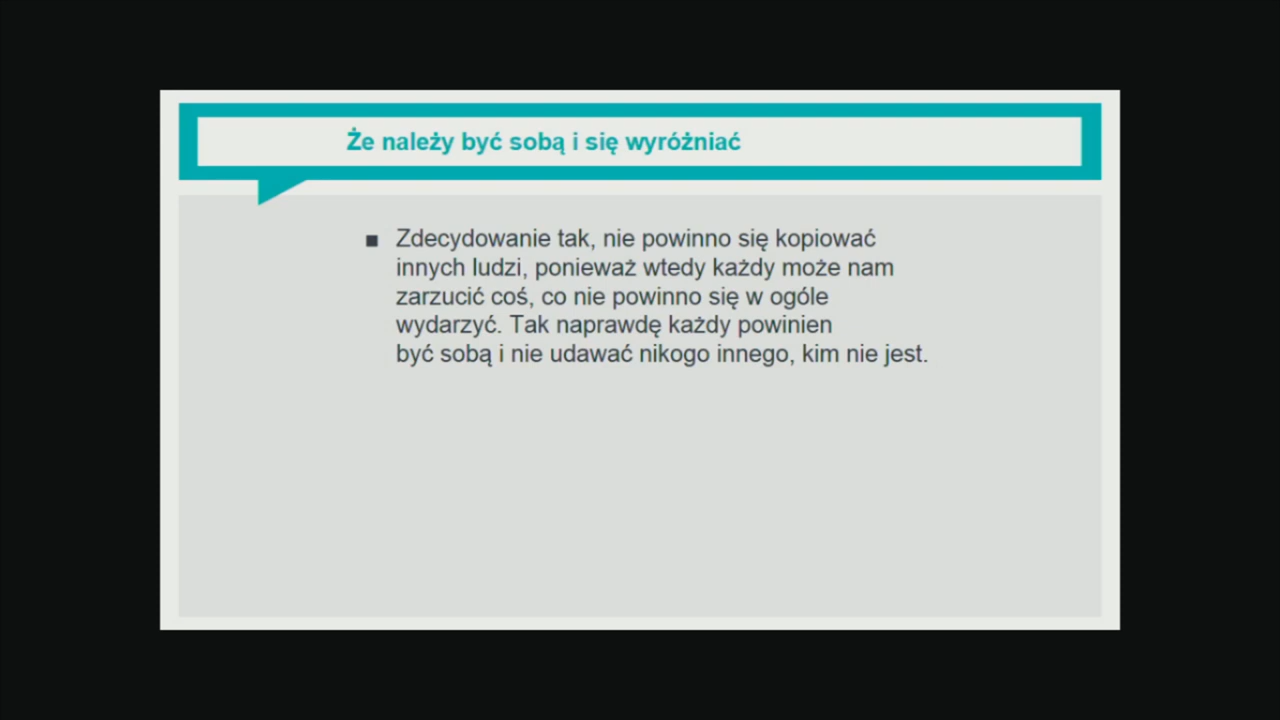 Że należy być sobą i się wyróżniać
■ Zdecydowanie tak, nie powinno się kopiować
innych ludzi, ponieważ wtedy każdy może nam
zarzucić coś, co nie powinno się w ogóle
wydarzyć. Tak naprawdę każdy powinien
być sobą i nie udawać nikogo innego, kim nie jest.